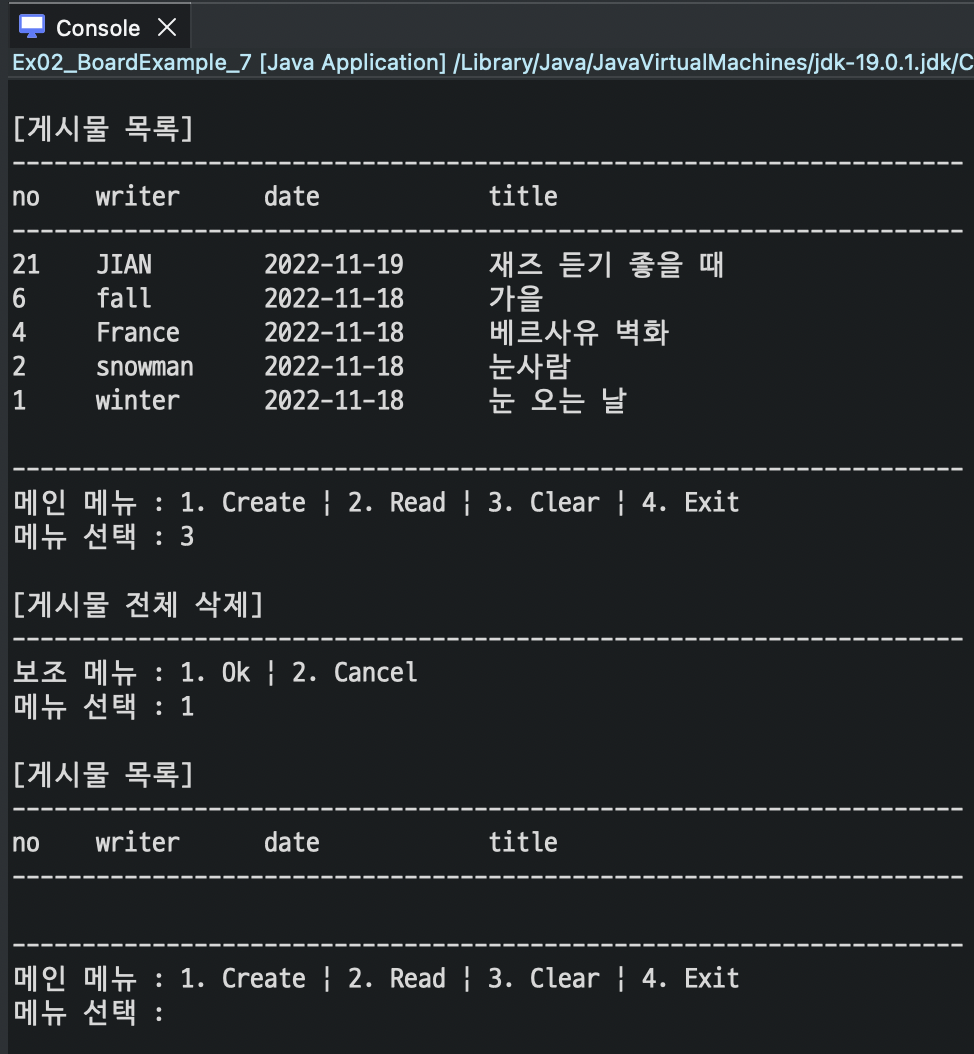 Console
Ex02_BoardExample_7 [Java Application] /Library/Java/JavaVirtualMachines/jdk-19.0.1.jdk/C
[게시물 목록]
--------------------------------------------------------------------
no writer date title
--------------------------------------------------------------------
21 JIAN 2022-11-19 재즈 듣기 좋을 때
6 fall 2022-11-18 가을
4 France 2022-11-18 베르사유 벽화
2 snowman 2022-11-18 눈사람
1 winter 2022-11-18 눈 오는 날
--------------------------------------------------------------------
메인 메뉴 : 1. Create | 2. Read | 3. Clear | 4. Exit
메뉴 선택 : 3
[게시물 전체 삭제]
--------------------------------------------------------------------
보조 메뉴 : 1. Ok | 2. Cancel
메뉴 선택 : 1
[게시물 목록]
--------------------------------------------------------------------
no writer date title
--------------------------------------------------------------------
--------------------------------------------------------------------
메인 메뉴 : 1. Create | 2. Read | 3. Clear | 4. Exit
메뉴 선택 :